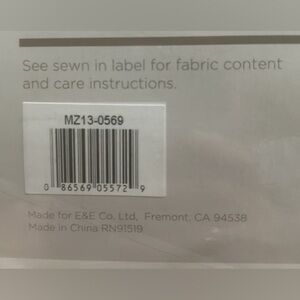 See sewn in label for fabric content
and care instructions.
MZ13-0569
0 86569 05572 9
Made for E&E Co. Ltd, Fremont, CA 94538
Made in China RN91519